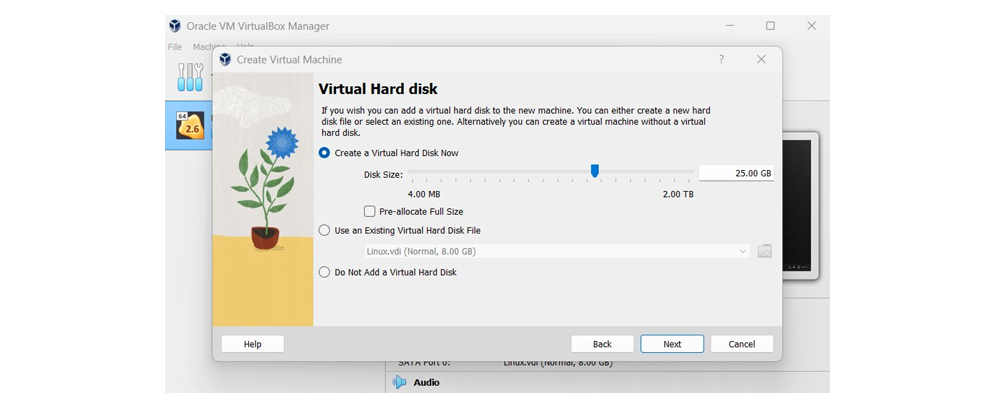 Oracle VM VirtualBox Manager
File
Create Virtual Machine
?
64
2.6
Virtual Hard disk
If you wish you can add a virtual hard disk to the new machine. You can either create a new hard
disk file or select an existing one. Alternatively you can create a virtual machine without a virtual
hard disk.
Create a Virtual Hard Disk Now
Disk Size:
25.00 GB
4.00 MB
2.00 TB
Pre-allocate Full Size
Use an Existing Virtual Hard Disk File
Linux.vdi (Normal, 8.00 GB)
Do Not Add a Virtual Hard Disk
Help
Back
Next
Cancel
SATA Port 0:
Linux.vdi (Normal, 8.00 GB)
Audio